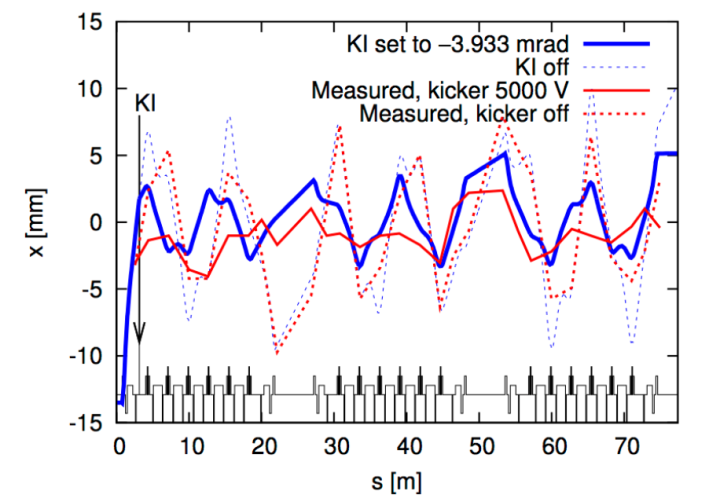 15
10
5
0
-5
-10
-15
x [mm]
KI set to −3.933 mrad
KI off
Measured, kicker 5000 V
Measured, kicker off
KI
0 10 20 30 40 50 60 70
s [m]